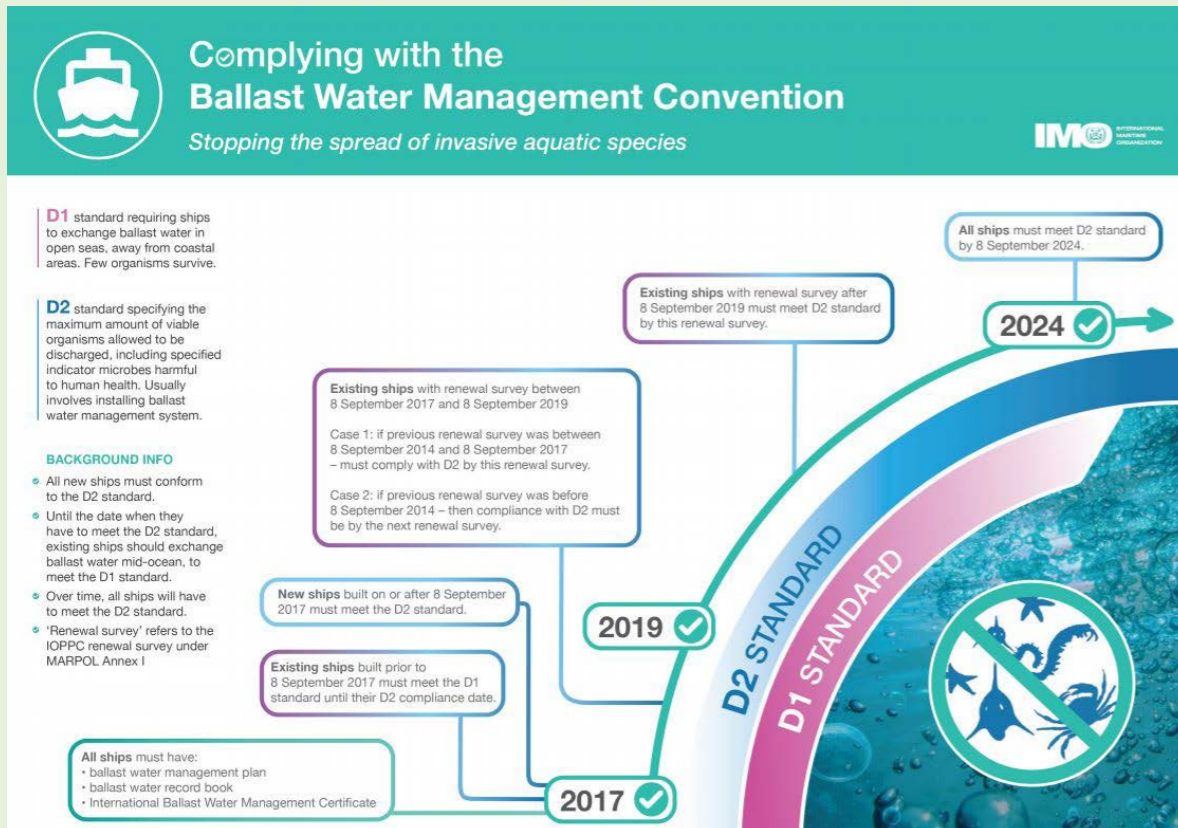 Complying with the
Ballast Water Management Convention
Stopping the spread of invasive aquatic species
IMO
INTERNATIONAL
MARITIME
ORGANIZATION
D1 standard requiring ships
to exchange ballast water in
open seas, away from coastal
areas. Few organisms survive.
D2 standard specifying the
maximum amount of viable
organisms allowed to be
discharged, including specified
indicator microbes harmful
to human health. Usually
involves installing ballast
water management system.
BACKGROUND INFO
All new ships must conform
to the D2 standard.
Until the date when they
have to meet the D2 standard,
existing ships should exchange
ballast water mid-ocean, to
meet the D1 standard.
Over time, all ships will have
to meet the D2 standard.
'Renewal survey' refers to the
IOPPC renewal survey under
MARPOL Annex I
All ships must meet D2 standard
by 8 September 2024.
2024
Existing ships with renewal survey after
8 September 2019 must meet D2 standard
by this renewal survey.
Existing ships with renewal survey between
8 September 2017 and 8 September 2019
Case 1: if previous renewal survey was between
8 September 2014 and 8 September 2017
– must comply with D2 by this renewal survey.
Case 2: if previous renewal survey was before
8 September 2014 – then compliance with D2 must
be by the next renewal survey.
2019
New ships built on or after 8 September
2017 must meet the D2 standard.
Existing ships built prior to
8 September 2017 must meet the D1
standard until their D2 compliance date.
All ships must have:
• ballast water management plan
• ballast water record book
• International Ballast Water Management Certificate
2017
D2 STANDARD
D1 STANDARD